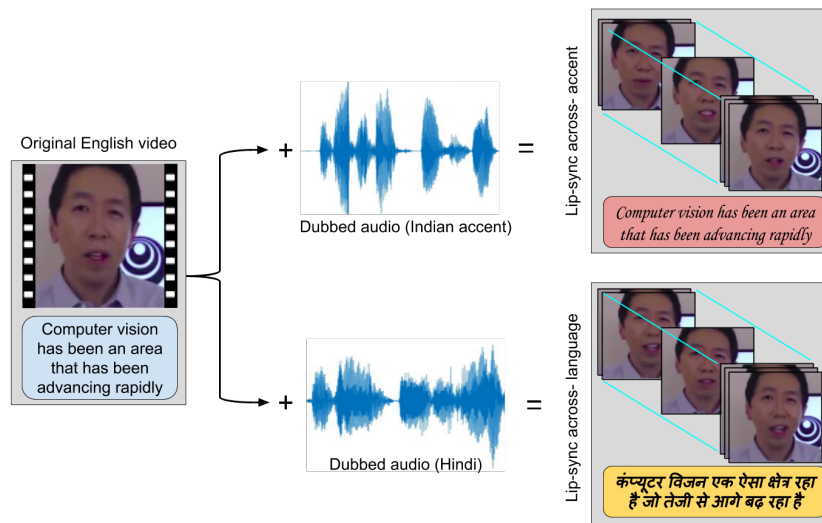 Original English video
Computer vision
has been an area
that has been
advancing rapidly
+
Dubbed audio (Indian accent)
=
Lip-sync across- accent
Computer vision has been an area
that has been advancing rapidly
+
Dubbed audio (Hindi)
=
Lip-sync across- language
कंप्यूटर विजन एक ऐसा क्षेत्र रहा
है जो तेजी से आगे बढ़ रहा है